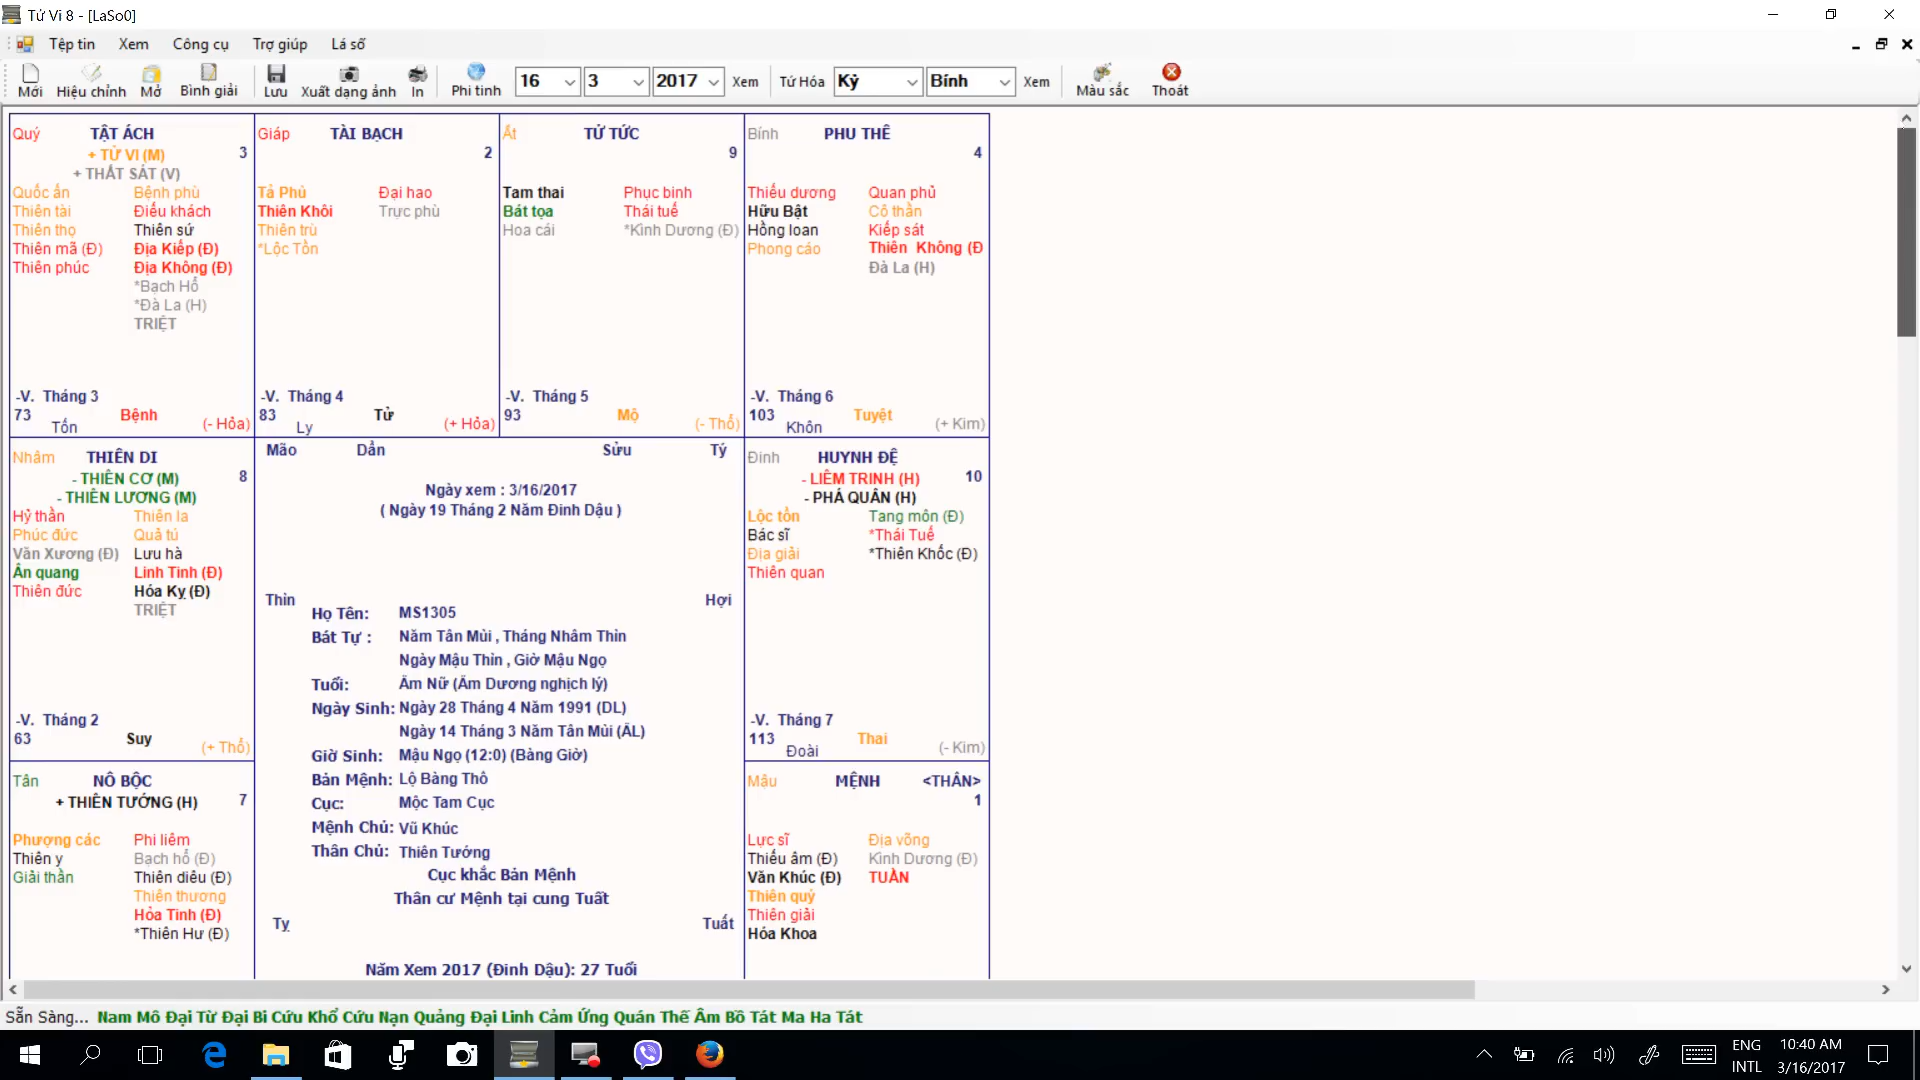 Tử Vi 8 - [LaSo0]
Tệp tin Xem Công cụ Trợ giúp Lá số
Mới Hiệu chỉnh Mở Bình giải Lưu Xuất dạng ảnh In Phi tinh 16 3 2017 Xem Tứ Hóa Kỷ Bính Xem Màu sắc Thoát
Quý TẬT ÁCH
+ TỬ VI (M) 3
+ THẤT SÁT (V)
Quốc ấn Bệnh phù
Thiên tài Điếu khách
Thiên thọ Thiên sứ
Thiên mã (Đ) Địa Kiếp (Đ)
Thiên phúc Địa Không (Đ)
*Bạch Hổ
*Đà La (H)
TRIỆT
-V. Tháng 3
73 Bệnh (- Hỏa)
Tốn
Giáp TÀI BẠCH
2
Tả Phù Đại hao
Thiên Khôi Trực phù
Thiên trù
*Lộc Tồn
-V. Tháng 4
83 Tử (+ Hỏa)
Ly
Ất TỬ TỨC
9
Tam thai Phục binh
Bát tọa Thái tuế
Hoa cái *Kình Dương (Đ)
-V. Tháng 5
93 Mộ (- Thổ)
Bính PHU THÊ
4
Thiếu dương Quan phủ
Hữu Bật Cô thần
Hồng loan Kiếp sát
Phong cáo Thiên Không (Đ
Đà La (H)
-V. Tháng 6
103 Tuyệt (+ Kim)
Khôn
Nhâm THIÊN DI
- THIÊN CƠ (M) 8
- THIÊN LƯƠNG (M)
Hỷ thần Thiên la
Phúc đức Quả tú
Văn Xương (Đ) Lưu hà
Ân quang Linh Tinh (Đ)
Thiên đức Hóa Kỵ (Đ)
TRIỆT
-V. Tháng 2
63 Suy (+ Thổ)
Mão Dần Sửu Tý
Ngày xem : 3/16/2017
( Ngày 19 Tháng 2 Năm Đinh Dậu )
Thìn Hợi
Họ Tên: MS1305
Bát Tự : Năm Tân Mùi , Tháng Nhâm Thìn
Ngày Mậu Thìn , Giờ Mậu Ngọ
Tuổi: Âm Nữ (Âm Dương nghịch lý)
Ngày Sinh: Ngày 28 Tháng 4 Năm 1991 (DL)
Ngày 14 Tháng 3 Năm Tân Mùi (ÂL)
Giờ Sinh: Mậu Ngọ (12:0) (Bàng Giờ)
Bản Mệnh: Lộ Bàng Thổ
Cục: Mộc Tam Cục
Mệnh Chủ: Vũ Khúc
Thân Chủ: Thiên Tướng
Cục khắc Bản Mệnh
Thân cư Mệnh tại cung Tuất
Tỵ Tuất
Năm Xem 2017 (Đinh Dậu): 27 Tuổi
Đinh HUYNH ĐỆ
- LIÊM TRINH (H) 10
- PHÁ QUÂN (H)
Lộc tồn Tang môn (Đ)
Bác sĩ *Thái Tuế
Địa giải *Thiên Khốc (Đ)
Thiên quan
-V. Tháng 7
113 Thai (- Kim)
Đoài
Tân NÔ BỘC
+ THIÊN TƯỚNG (H) 7
Phượng các Phi liêm
Thiên y Bạch hổ (Đ)
Giải thần Thiên diêu (Đ)
Thiên thương
Hỏa Tinh (Đ)
*Thiên Hư (Đ)
Mậu MỆNH <THÂN>
1
Lực sĩ Địa võng
Thiếu âm (Đ) Kình Dương (Đ)
Văn Khúc (Đ) TUẦN
Thiên quý
Thiên giải
Hóa Khoa
Sẵn Sàng... Nam Mô Đại Từ Đại Bi Cứu Khổ Cứu Nạn Quảng Đại Linh Cảm Ứng Quán Thế Âm Bồ Tát Ma Ha Tát
ENG 10:40 AM
INTL 3/16/2017